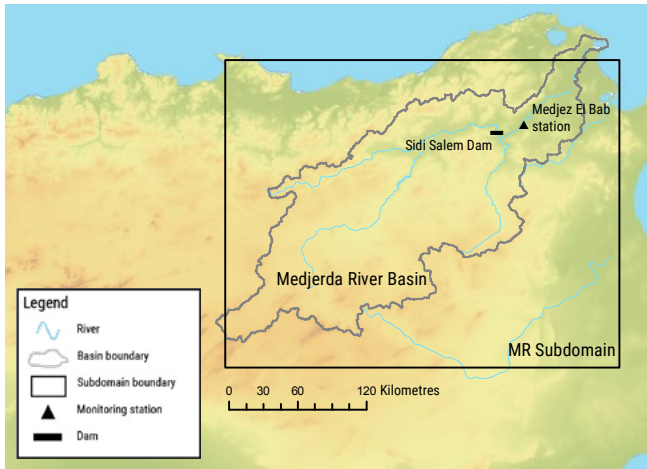 Medjez El Bab
station
Sidi Salem Dam
Medjerda River Basin
MR Subdomain
Legend
River
Basin boundary
Subdomain boundary
Monitoring station
Dam
0 30 60 120 Kilometres